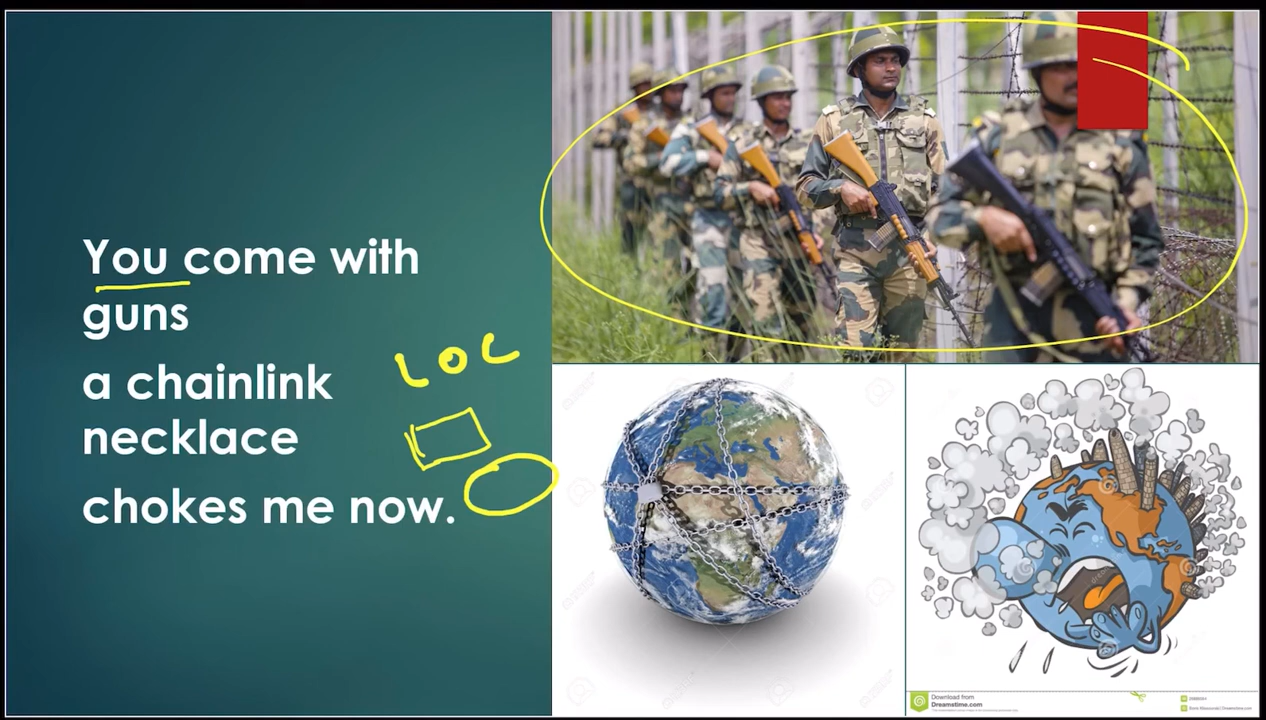 You come with
guns
a chainlink
necklace
chokes me now.
LOC
Download from
Dreamstime.com